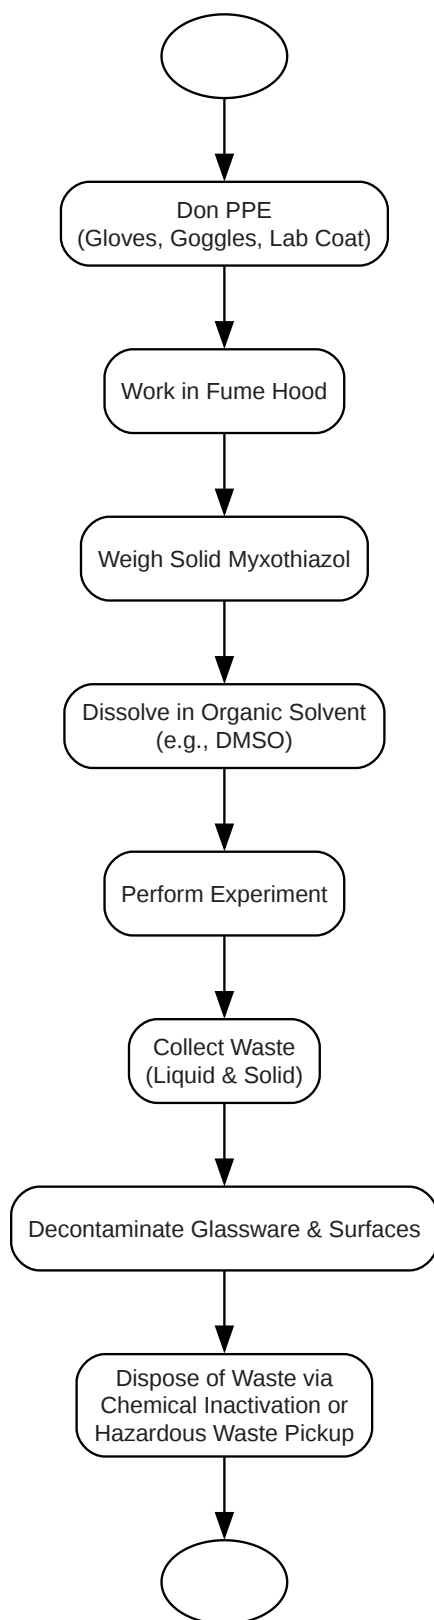 Don PPE
(Gloves, Goggles, Lab Coat)
Work in Fume Hood
Weigh Solid Myxothiazol
Dissolve in Organic Solvent
(e.g., DMSO)
Perform Experiment
Collect Waste
(Liquid & Solid)
Decontaminate Glassware & Surfaces
Dispose of Waste via
Chemical Inactivation or
Hazardous Waste Pickup